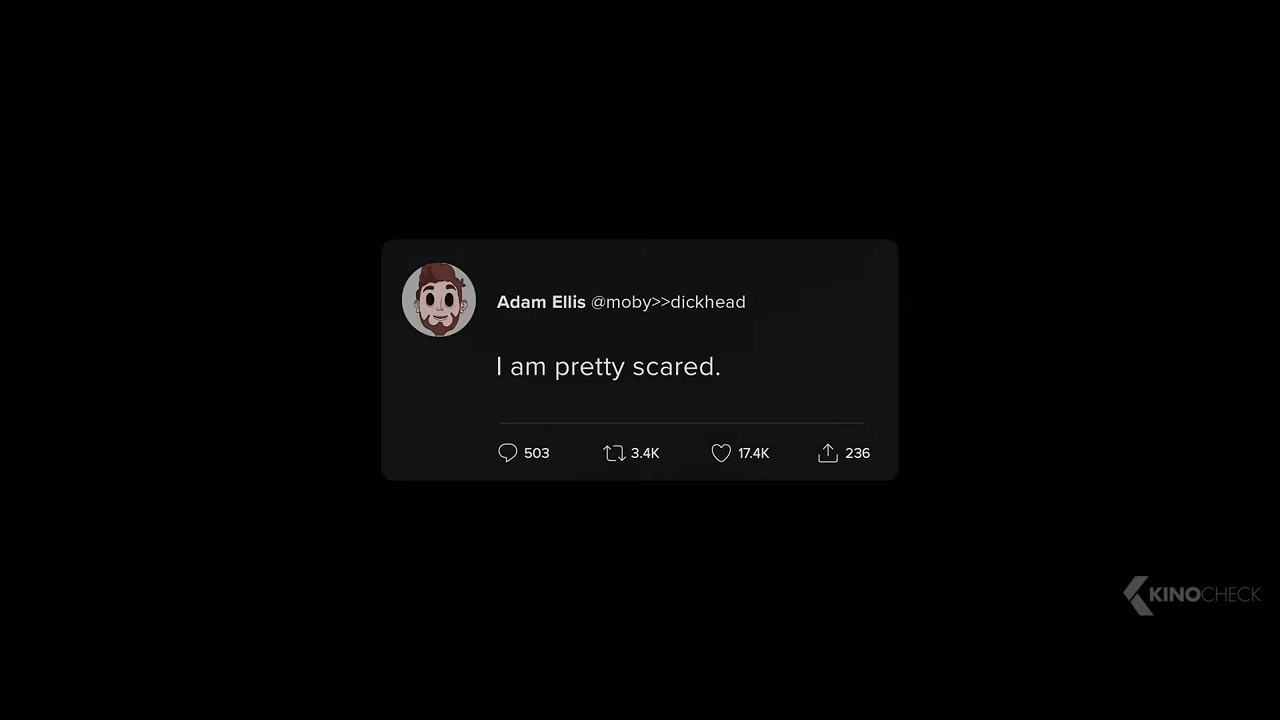 Adam Ellis @moby>>dickhead
I am pretty scared.
503 3.4K 17.4K 236
KINOCHECK